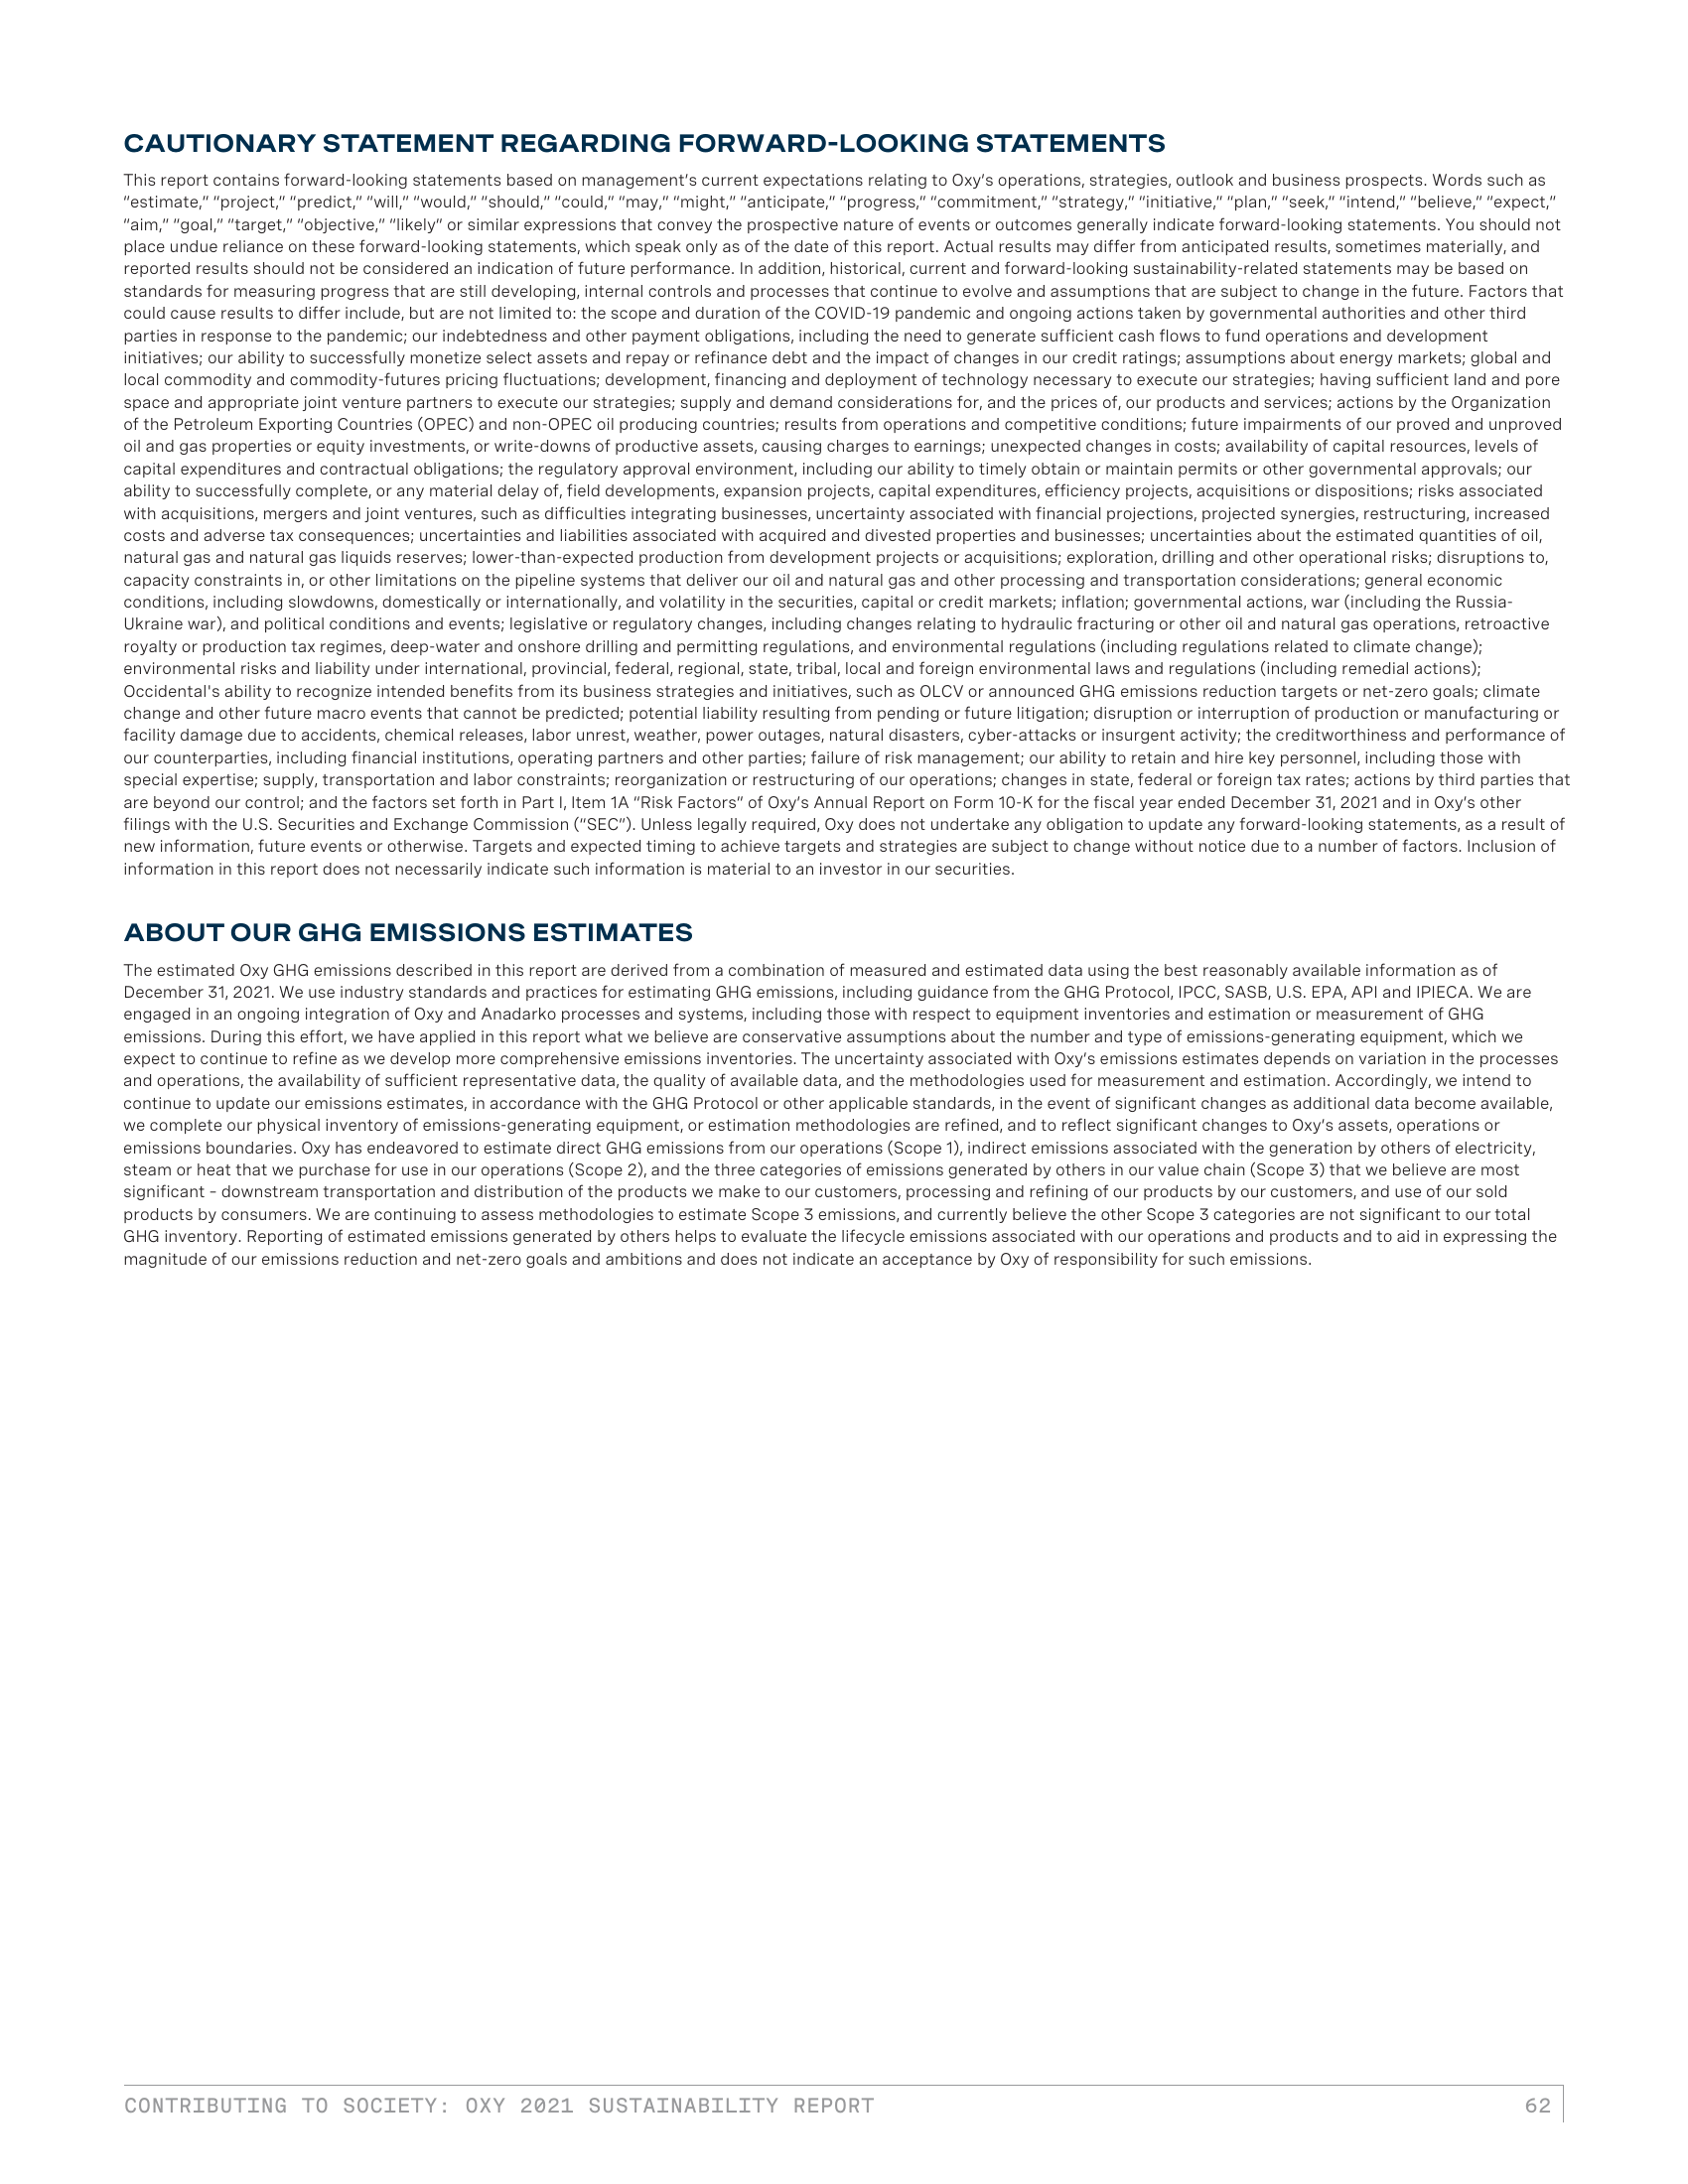 CAUTIONARY STATEMENT REGARDING FORWARD-LOOKING STATEMENTS
This report contains forward-looking statements based on management’s current expectations relating to Oxy’s operations, strategies, outlook and business prospects. Words such as
“estimate,” “project,” “predict,” “will,” “would,” “should,” “could,” “may,” “might,” “anticipate,” “progress,” “commitment,” “strategy,” “initiative,” “plan,” “seek,” “intend,” “believe,” “expect,”
“aim,” “goal,” “target,” “objective,” “likely” or similar expressions that convey the prospective nature of events or outcomes generally indicate forward-looking statements. You should not
place undue reliance on these forward-looking statements, which speak only as of the date of this report. Actual results may differ from anticipated results, sometimes materially, and
reported results should not be considered an indication of future performance. In addition, historical, current and forward-looking sustainability-related statements may be based on
standards for measuring progress that are still developing, internal controls and processes that continue to evolve and assumptions that are subject to change in the future. Factors that
could cause results to differ include, but are not limited to: the scope and duration of the COVID-19 pandemic and ongoing actions taken by governmental authorities and other third
parties in response to the pandemic; our indebtedness and other payment obligations, including the need to generate sufficient cash flows to fund operations and development
initiatives; our ability to successfully monetize select assets and repay or refinance debt and the impact of changes in our credit ratings; assumptions about energy markets; global and
local commodity and commodity-futures pricing fluctuations; development, financing and deployment of technology necessary to execute our strategies; having sufficient land and pore
space and appropriate joint venture partners to execute our strategies; supply and demand considerations for, and the prices of, our products and services; actions by the Organization
of the Petroleum Exporting Countries (OPEC) and non-OPEC oil producing countries; results from operations and competitive conditions; future impairments of our proved and unproved
oil and gas properties or equity investments, or write-downs of productive assets, causing charges to earnings; unexpected changes in costs; availability of capital resources, levels of
capital expenditures and contractual obligations; the regulatory approval environment, including our ability to timely obtain or maintain permits or other governmental approvals; our
ability to successfully complete, or any material delay of, field developments, expansion projects, capital expenditures, efficiency projects, acquisitions or dispositions; risks associated
with acquisitions, mergers and joint ventures, such as difficulties integrating businesses, uncertainty associated with financial projections, projected synergies, restructuring, increased
costs and adverse tax consequences; uncertainties and liabilities associated with acquired and divested properties and businesses; uncertainties about the estimated quantities of oil,
natural gas and natural gas liquids reserves; lower-than-expected production from development projects or acquisitions; exploration, drilling and other operational risks; disruptions to,
capacity constraints in, or other limitations on the pipeline systems that deliver our oil and natural gas and other processing and transportation considerations; general economic
conditions, including slowdowns, domestically or internationally, and volatility in the securities, capital or credit markets; inflation; governmental actions, war (including the Russia-
Ukraine war), and political conditions and events; legislative or regulatory changes, including changes relating to hydraulic fracturing or other oil and natural gas operations, retroactive
royalty or production tax regimes, deep-water and onshore drilling and permitting regulations, and environmental regulations (including regulations related to climate change);
environmental risks and liability under international, provincial, federal, regional, state, tribal, local and foreign environmental laws and regulations (including remedial actions);
Occidental's ability to recognize intended benefits from its business strategies and initiatives, such as OLCV or announced GHG emissions reduction targets or net-zero goals; climate
change and other future macro events that cannot be predicted; potential liability resulting from pending or future litigation; disruption or interruption of production or manufacturing or
facility damage due to accidents, chemical releases, labor unrest, weather, power outages, natural disasters, cyber-attacks or insurgent activity; the creditworthiness and performance of
our counterparties, including financial institutions, operating partners and other parties; failure of risk management; our ability to retain and hire key personnel, including those with
special expertise; supply, transportation and labor constraints; reorganization or restructuring of our operations; changes in state, federal or foreign tax rates; actions by third parties that
are beyond our control; and the factors set forth in Part I, Item 1A “Risk Factors” of Oxy’s Annual Report on Form 10-K for the fiscal year ended December 31, 2021 and in Oxy’s other
filings with the U.S. Securities and Exchange Commission (“SEC”). Unless legally required, Oxy does not undertake any obligation to update any forward-looking statements, as a result of
new information, future events or otherwise. Targets and expected timing to achieve targets and strategies are subject to change without notice due to a number of factors. Inclusion of
information in this report does not necessarily indicate such information is material to an investor in our securities.
ABOUT OUR GHG EMISSIONS ESTIMATES
The estimated Oxy GHG emissions described in this report are derived from a combination of measured and estimated data using the best reasonably available information as of
December 31, 2021. We use industry standards and practices for estimating GHG emissions, including guidance from the GHG Protocol, IPCC, SASB, U.S. EPA, API and IPIECA. We are
engaged in an ongoing integration of Oxy and Anadarko processes and systems, including those with respect to equipment inventories and estimation or measurement of GHG
emissions. During this effort, we have applied in this report what we believe are conservative assumptions about the number and type of emissions-generating equipment, which we
expect to continue to refine as we develop more comprehensive emissions inventories. The uncertainty associated with Oxy’s emissions estimates depends on variation in the processes
and operations, the availability of sufficient representative data, the quality of available data, and the methodologies used for measurement and estimation. Accordingly, we intend to
continue to update our emissions estimates, in accordance with the GHG Protocol or other applicable standards, in the event of significant changes as additional data become available,
we complete our physical inventory of emissions-generating equipment, or estimation methodologies are refined, and to reflect significant changes to Oxy’s assets, operations or
emissions boundaries. Oxy has endeavored to estimate direct GHG emissions from our operations (Scope 1), indirect emissions associated with the generation by others of electricity,
steam or heat that we purchase for use in our operations (Scope 2), and the three categories of emissions generated by others in our value chain (Scope 3) that we believe are most
significant – downstream transportation and distribution of the products we make to our customers, processing and refining of our products by our customers, and use of our sold
products by consumers. We are continuing to assess methodologies to estimate Scope 3 emissions, and currently believe the other Scope 3 categories are not significant to our total
GHG inventory. Reporting of estimated emissions generated by others helps to evaluate the lifecycle emissions associated with our operations and products and to aid in expressing the
magnitude of our emissions reduction and net-zero goals and ambitions and does not indicate an acceptance by Oxy of responsibility for such emissions.
CONTRIBUTING TO SOCIETY: OXY 2021 SUSTAINABILITY REPORT 62